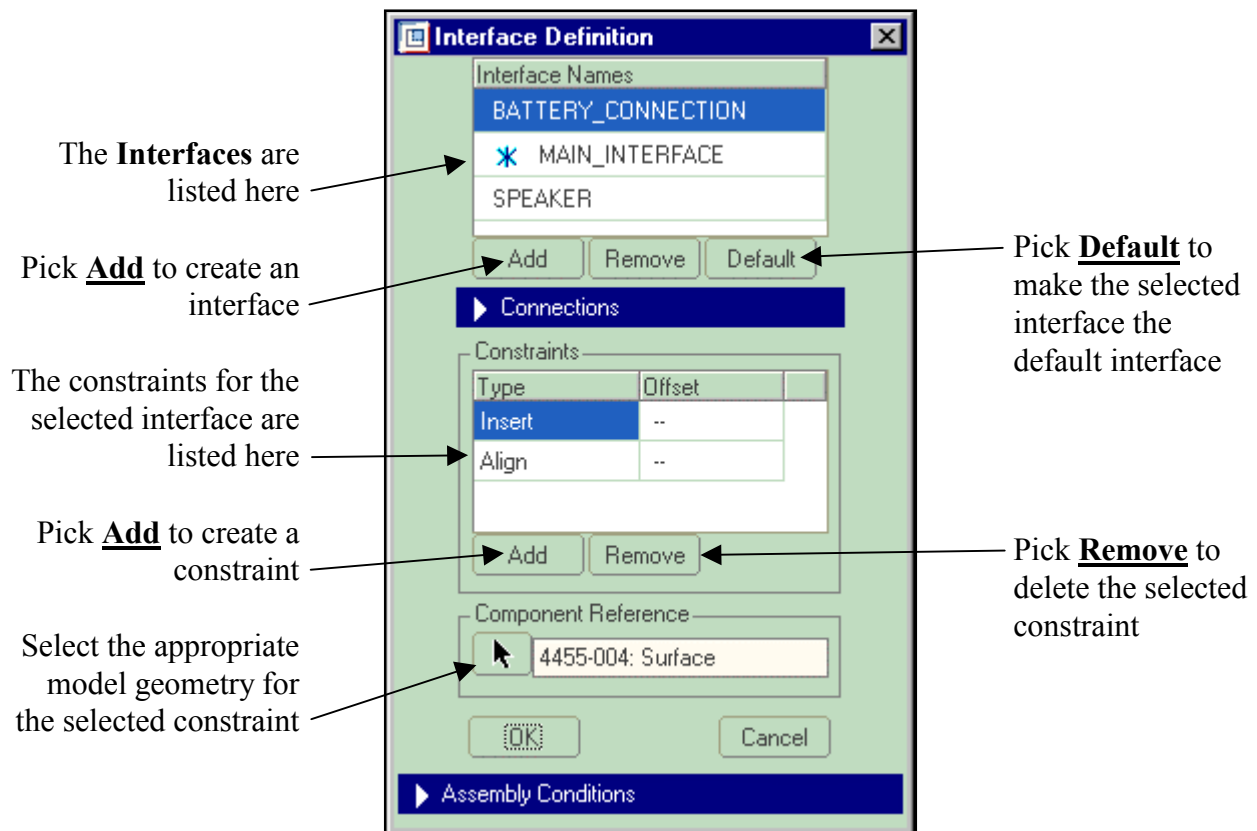 Interface Definition
Interface Names
BATTERY_CONNECTION
MAIN_INTERFACE
SPEAKER
Add
Remove
Default
Connections
Constraints
Type
Offset
Insert
--
Align
--
Add
Remove
Component Reference
4455-004: Surface
OK
Cancel
Assembly Conditions
The Interfaces are
listed here
Pick Add to create an
interface
The constraints for the
selected interface are
listed here
Pick Add to create a
constraint
Select the appropriate
model geometry for
the selected constraint
Pick Default to
make the selected
interface the
default interface
Pick Remove to
delete the selected
constraint